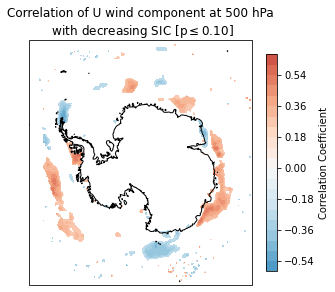 Correlation of U wind component at 500 hPa
with decreasing SIC [p ≤ 0.10]
0.54
0.36
0.18
0.00
−0.18
−0.36
−0.54
Correlation Coefficient